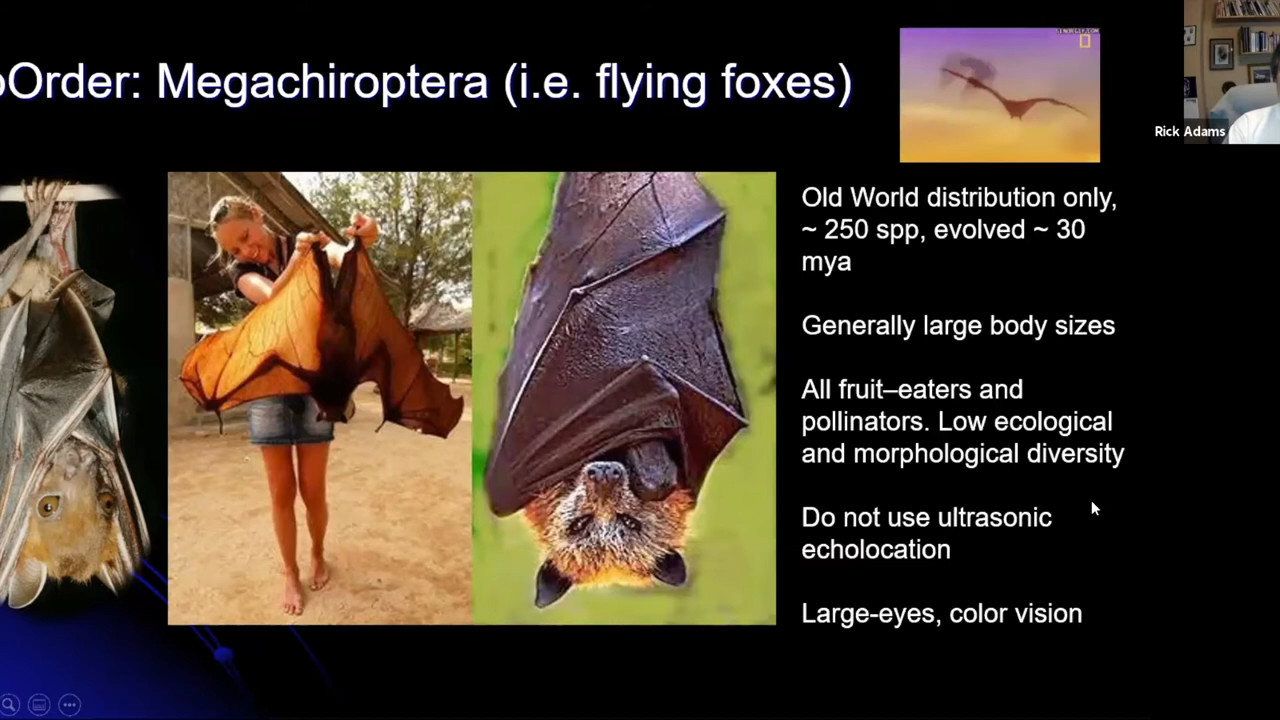 oOrder: Megachiroptera (i.e. flying foxes)
Rick Adams
Old World distribution only,
~ 250 spp, evolved ~ 30
mya
Generally large body sizes
All fruit–eaters and
pollinators. Low ecological
and morphological diversity
Do not use ultrasonic
echolocation
Large-eyes, color vision